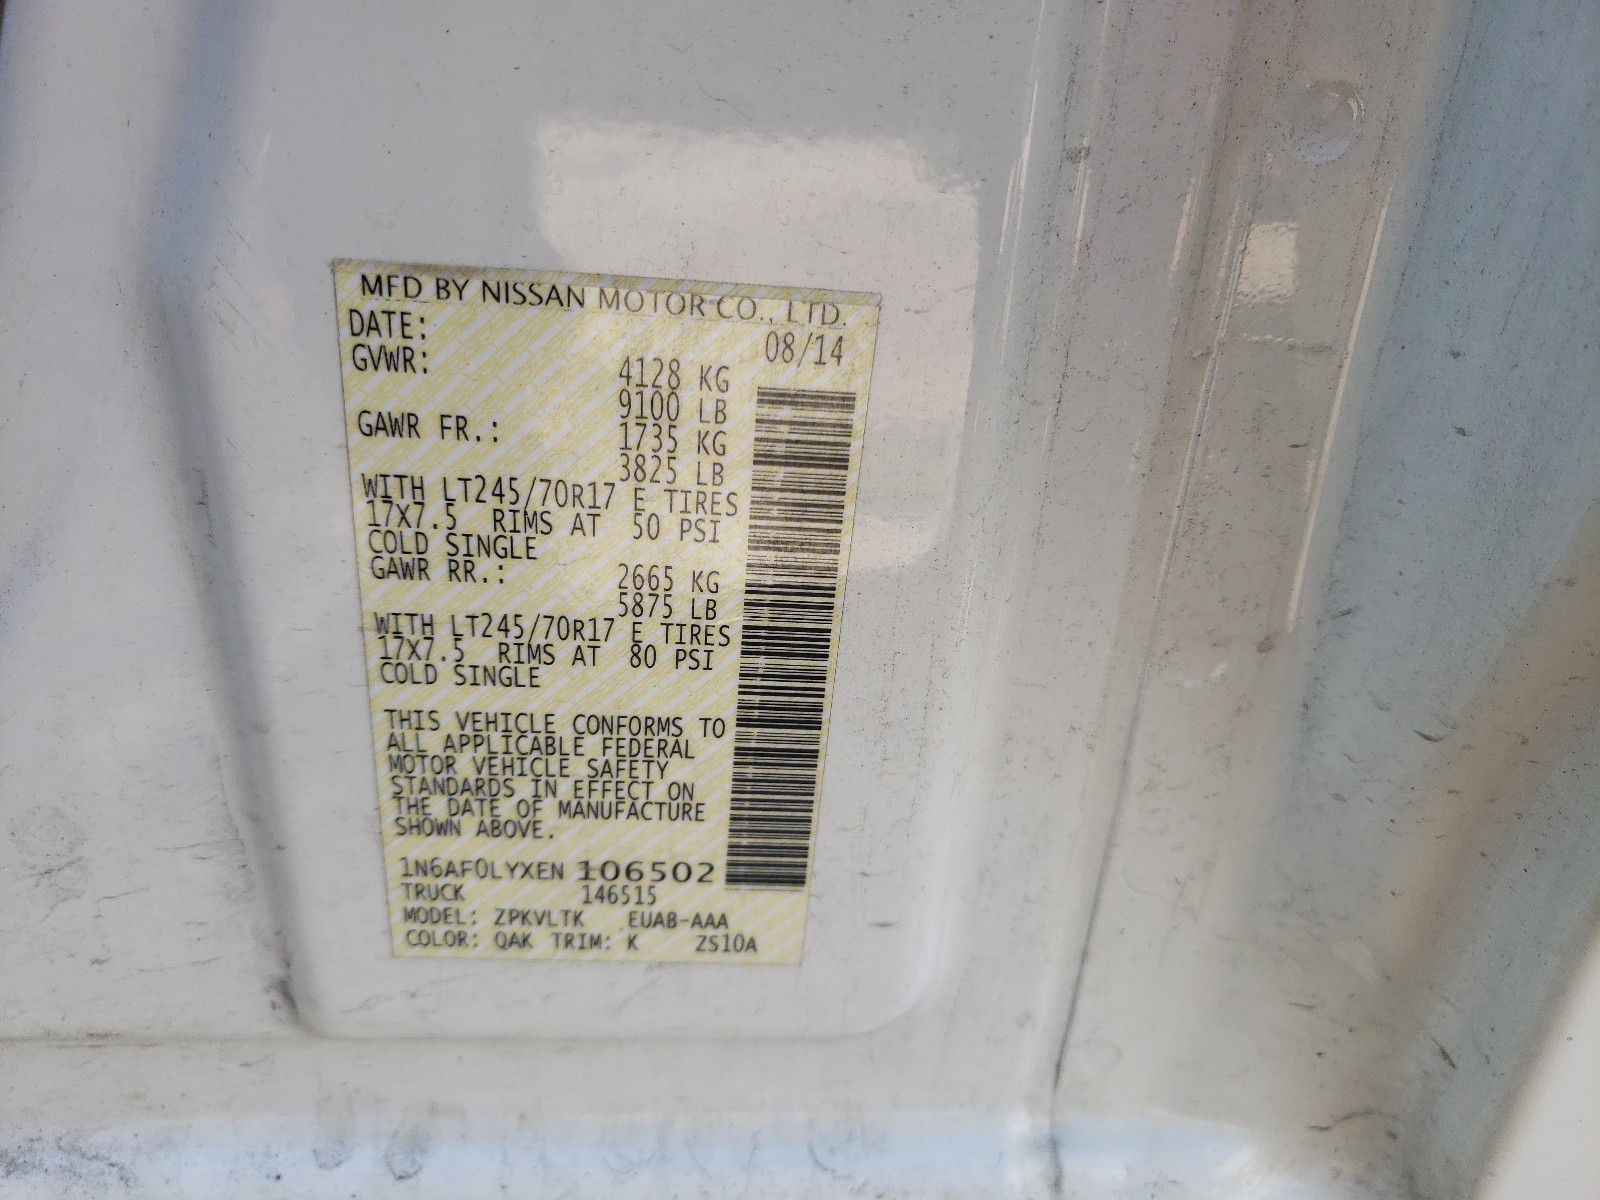 MFD BY NISSAN MOTOR CO., LTD.
DATE: 08/14
GVWR: 4128 KG
9100 LB
GAWR FR.: 1735 KG
3825 LB
WITH LT245/70R17 E TIRES
17X7.5 RIMS AT 50 PSI
COLD SINGLE
GAWR RR.: 2665 KG
5875 LB
WITH LT245/70R17 E TIRES
17X7.5 RIMS AT 80 PSI
COLD SINGLE
THIS VEHICLE CONFORMS TO
ALL APPLICABLE FEDERAL
MOTOR VEHICLE SAFETY
STANDARDS IN EFFECT ON
THE DATE OF MANUFACTURE
SHOWN ABOVE.
1N6AF0LYXEN 106502
TRUCK 146515
MODEL: ZPKVLTK EUAB-AAA
COLOR: QAK TRIM: K ZS10A